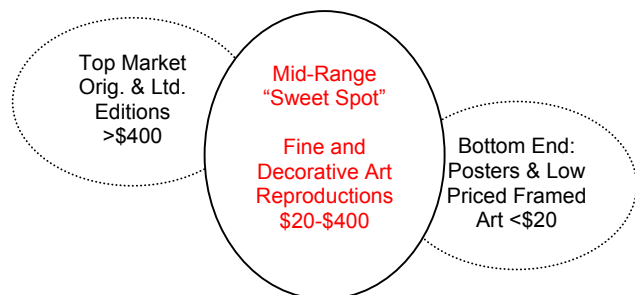 Top Market
Orig. & Ltd.
Editions
>$400
Mid-Range
“Sweet Spot”
Fine and
Decorative Art
Reproductions
$20-$400
Bottom End:
Posters & Low
Priced Framed
Art <$20